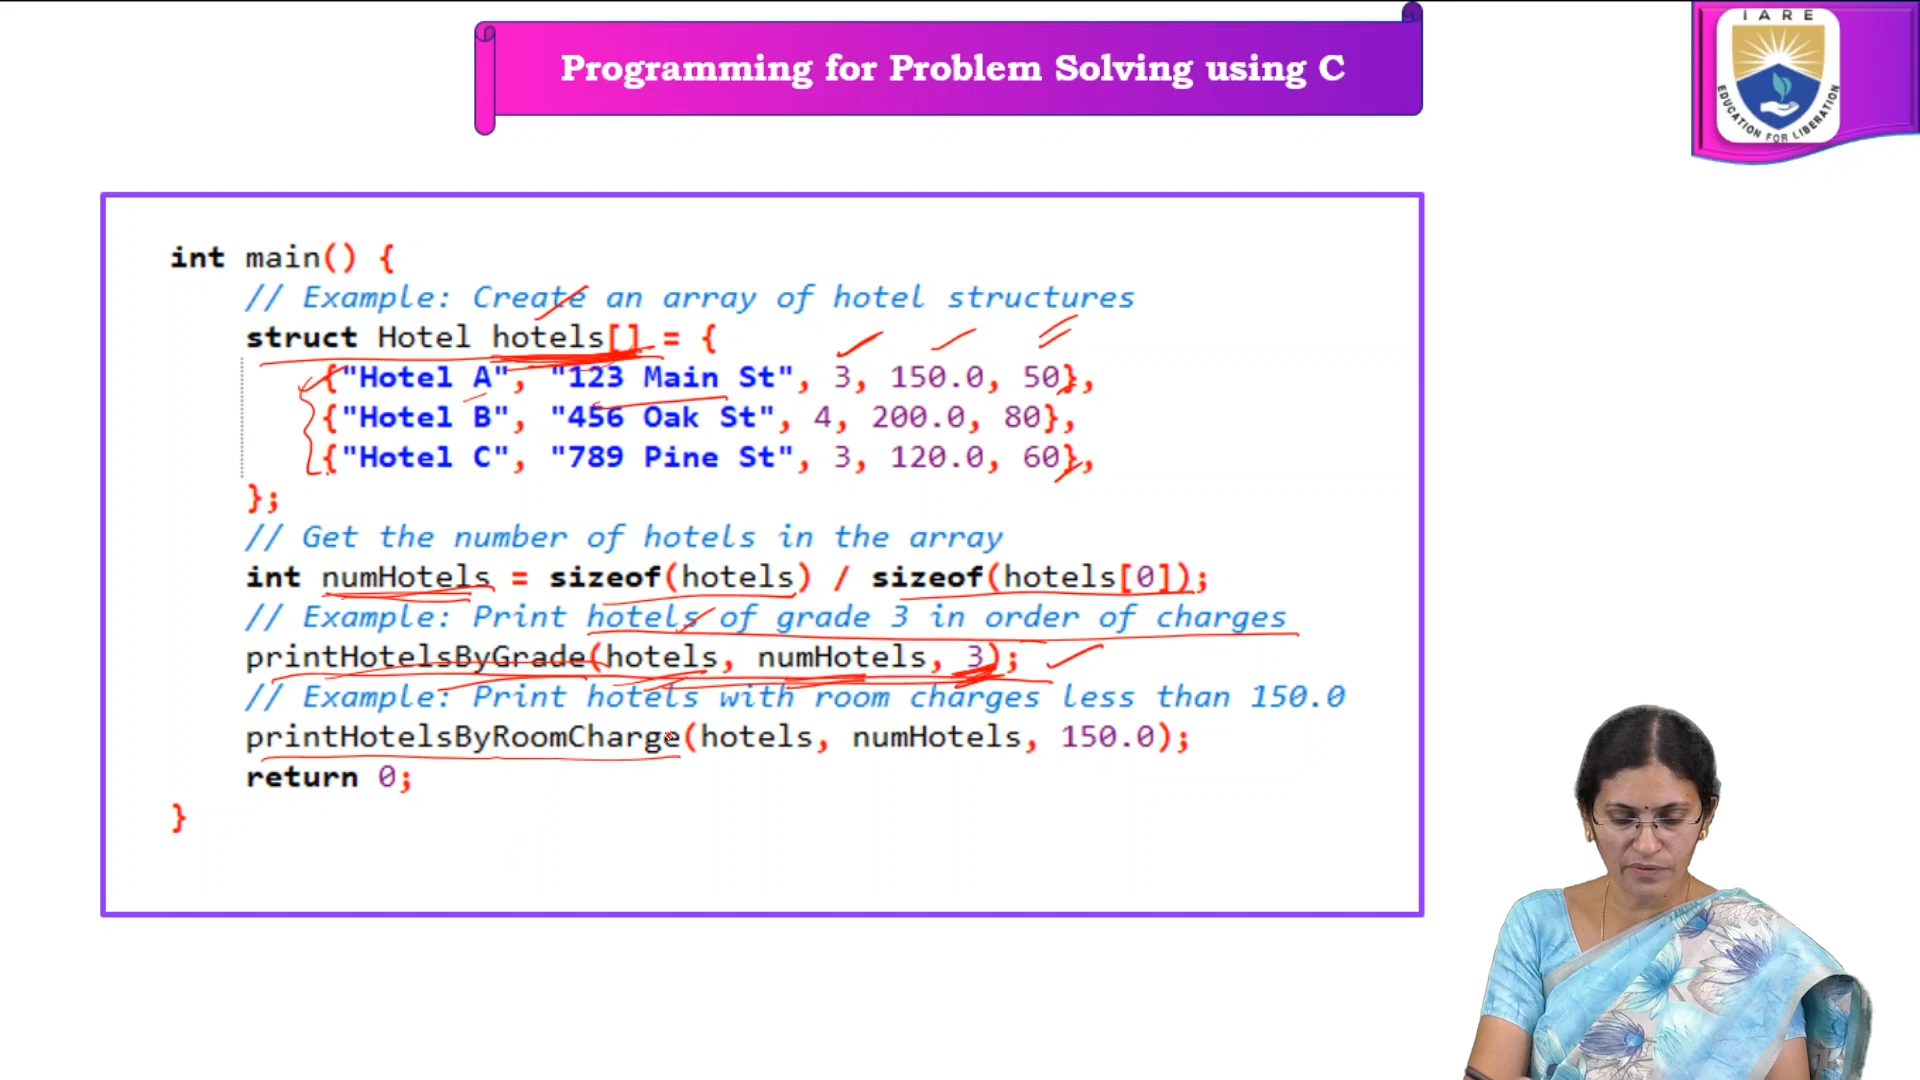 Programming for Problem Solving using C
IARE
EDUCATION FOR LIBERATION
int main() {
// Example: Create an array of hotel structures
struct Hotel hotels[] = {
{"Hotel A", "123 Main St", 3, 150.0, 50},
{"Hotel B", "456 Oak St", 4, 200.0, 80},
{"Hotel C", "789 Pine St", 3, 120.0, 60},
};
// Get the number of hotels in the array
int numHotels = sizeof(hotels) / sizeof(hotels[0]);
// Example: Print hotels of grade 3 in order of charges
printHotelsByGrade(hotels, numHotels, 3);
// Example: Print hotels with room charges less than 150.0
printHotelsByRoomCharge(hotels, numHotels, 150.0);
return 0;
}